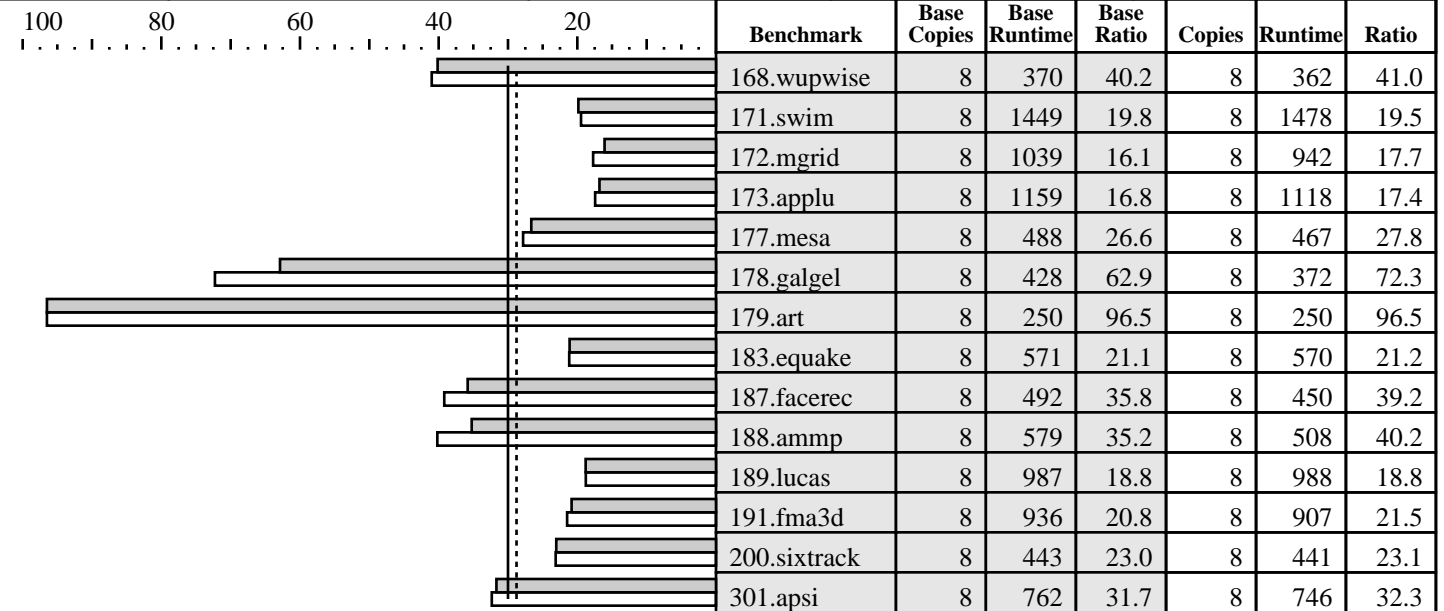 100 80 60 40 20
Benchmark Base Copies Base Runtime Base Ratio Copies Runtime Ratio
168.wupwise 8 370 40.2 8 362 41.0
171.swim 8 1449 19.8 8 1478 19.5
172.mgrid 8 1039 16.1 8 942 17.7
173.applu 8 1159 16.8 8 1118 17.4
177.mesa 8 488 26.6 8 467 27.8
178.galgel 8 428 62.9 8 372 72.3
179.art 8 250 96.5 8 250 96.5
183.equake 8 571 21.1 8 570 21.2
187.facerec 8 492 35.8 8 450 39.2
188.ammp 8 579 35.2 8 508 40.2
189.lucas 8 987 18.8 8 988 18.8
191.fma3d 8 936 20.8 8 907 21.5
200.sixtrack 8 443 23.0 8 441 23.1
301.apsi 8 762 31.7 8 746 32.3